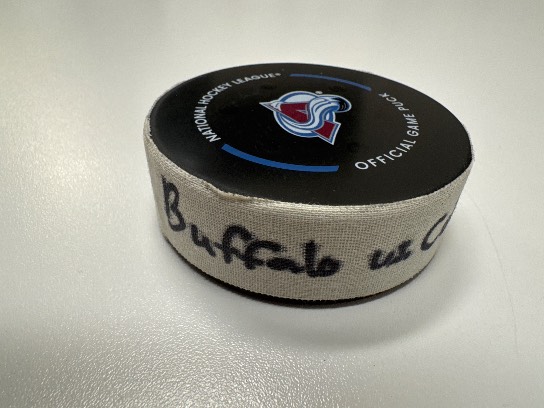 NATIONAL HOCKEY LEAGUE®
OFFICIAL GAME PUCK
Buffalo vs